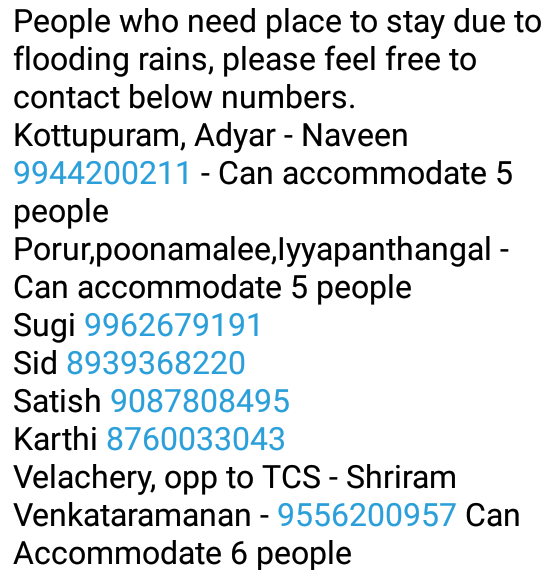 People who need place to stay due to
flooding rains, please feel free to
contact below numbers.
Kottupuram, Adyar - Naveen
9944200211 - Can accommodate 5
people
Porur,poonamalee,Iyyapanthangal -
Can accommodate 5 people
Sugi 9962679191
Sid 8939368220
Satish 9087808495
Karthi 8760033043
Velachery, opp to TCS - Shriram
Venkataramanan - 9556200957 Can
Accommodate 6 people